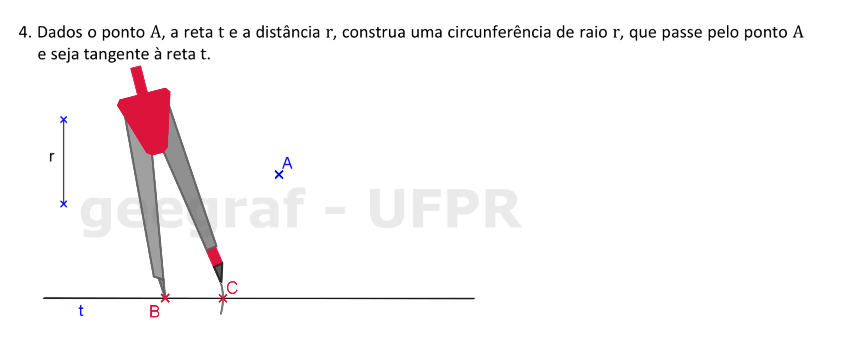 4. Dados o ponto A, a reta t e a distância r, construa uma circunferência de raio r, que passe pelo ponto A
e seja tangente à reta t.
r
A
geegraf - UFPR
C
t
B